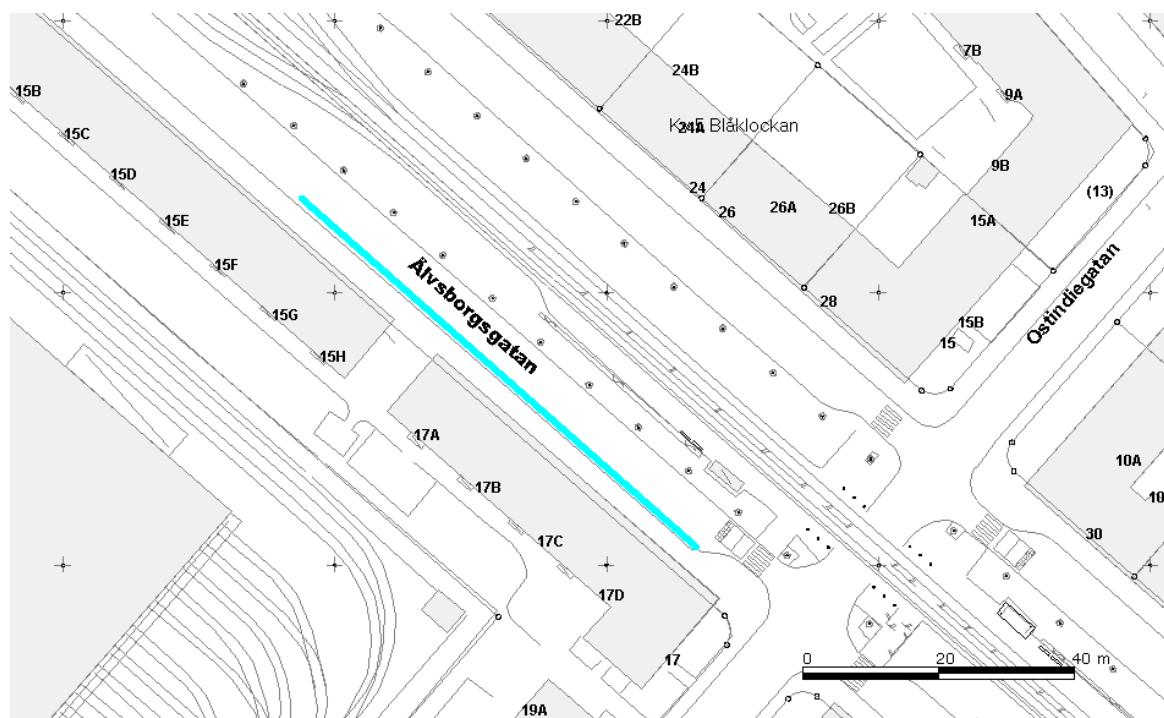 22B
7B
24B
9A
15B
Kv 5 Blåklockan
24A
15C
9B
15D
24
(13)
26
26A
26B
15E
15A
15F
Älvsborgsgatan
Ostindiegatan
28
15G
15B
15
15H
17A
10A
17B
10
17C
30
17D
17
0 20 40 m
19A